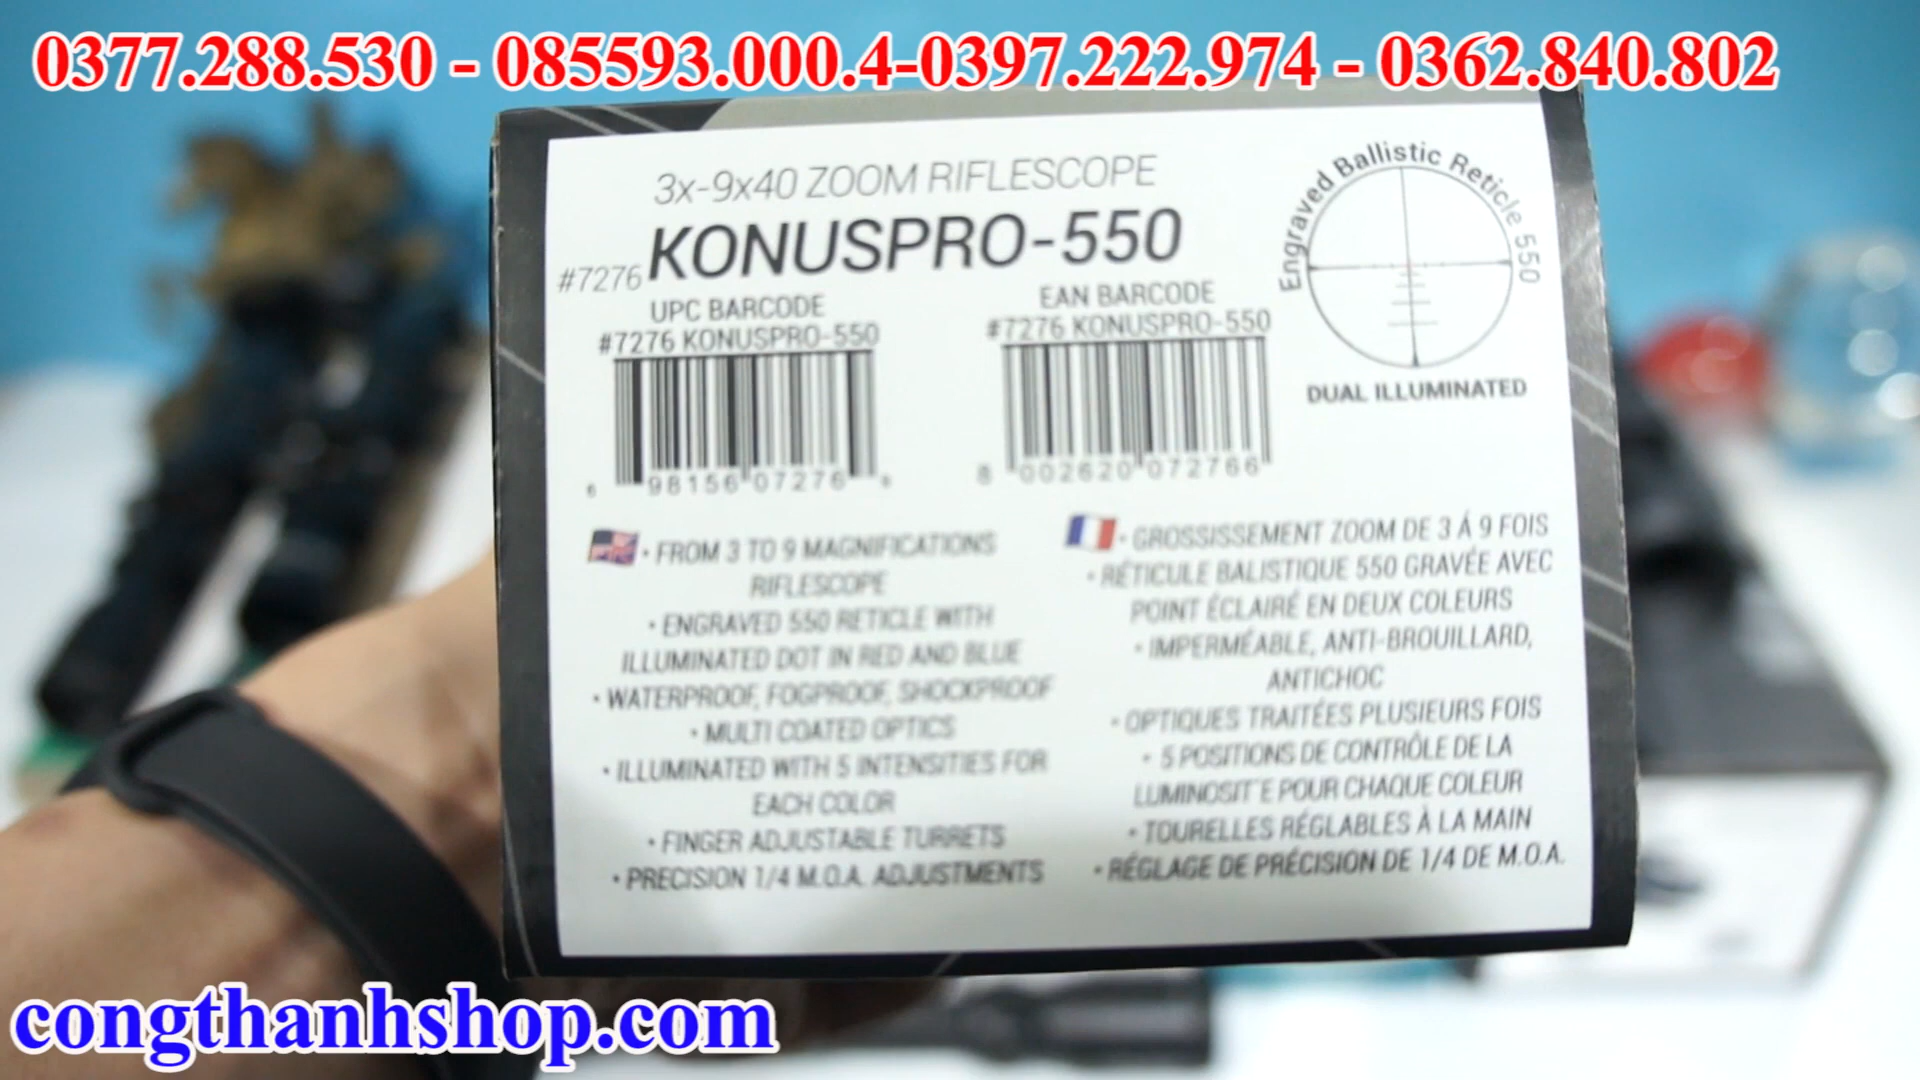 0377.288.530 - 085593.000.4-0397.222.974 - 0362.840.802
3x-9x40 ZOOM RIFLESCOPE
#7276 KONUSPRO-550
Engraved Ballistic Reticle 550
DUAL ILLUMINATED
UPC BARCODE
#7276 KONUSPRO-550
6 98156 07276
EAN BARCODE
#7276 KONUSPRO-550
8 002620 072766
• FROM 3 TO 9 MAGNIFICATIONS
RIFLESCOPE
• ENGRAVED 550 RETICLE WITH
ILLUMINATED DOT IN RED AND BLUE
• WATERPROOF, FOGPROOF, SHOCKPROOF
• MULTI COATED OPTICS
• ILLUMINATED WITH 5 INTENSITIES FOR
EACH COLOR
• FINGER ADJUSTABLE TURRETS
• PRECISION 1/4 M.O.A. ADJUSTMENTS
• GROSSISSEMENT ZOOM DE 3 Á 9 FOIS
• RÉTICULE BALISTIQUE 550 GRAVÉE AVEC
POINT ÉCLAIRÉ EN DEUX COLEURS
• IMPERMÉABLE, ANTI-BROUILLARD,
ANTICHOC
• OPTIQUES TRAITÉES PLUSIEURS FOIS
• 5 POSITIONS DE CONTRÔLE DE LA
LUMINOSIT´E POUR CHAQUE COLEUR
• TOURELLES RÉGLABLES À LA MAIN
• RÉGLAGE DE PRÉCISION DE 1/4 DE M.O.A.
congthanhshop.com